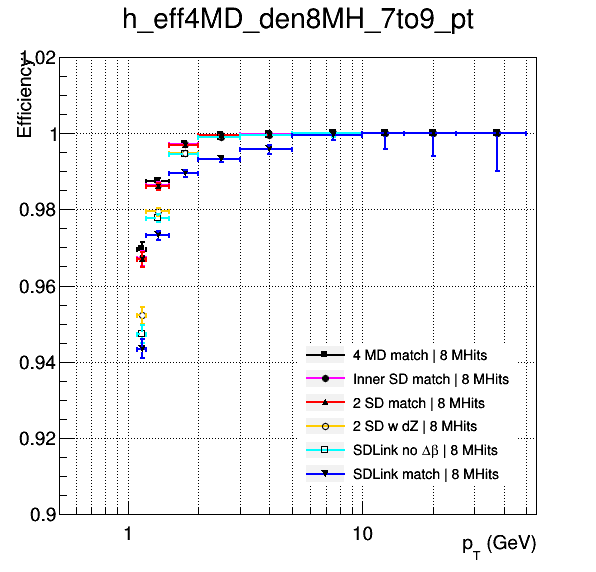 h_eff4MD_den8MH_7to9_pt
Efficiency
1.02
1
0.98
0.96
0.94
0.92
0.9
4 MD match | 8 MHits
Inner SD match | 8 MHits
2 SD match | 8 MHits
2 SD w dZ | 8 MHits
SDLink no Δβ | 8 MHits
SDLink match | 8 MHits
1
10
p_T (GeV)